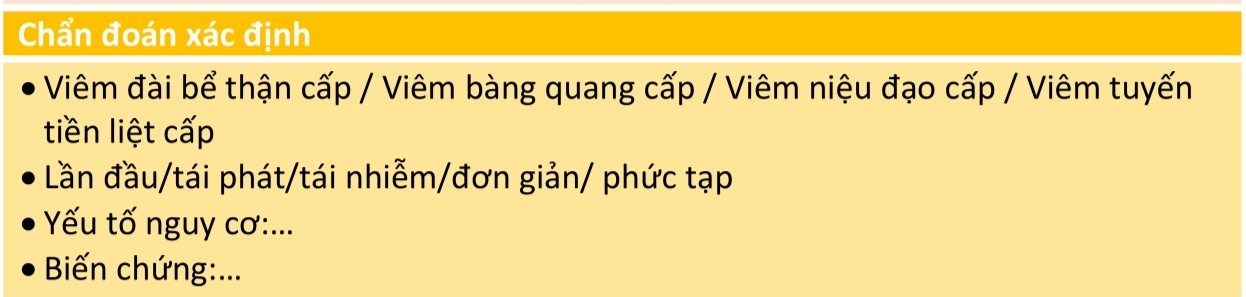 Chẩn đoán xác định
• Viêm đài bể thận cấp / Viêm bàng quang cấp / Viêm niệu đạo cấp / Viêm tuyến
tiền liệt cấp
• Lần đầu/tái phát/tái nhiễm/đơn giản/ phức tạp
• Yếu tố nguy cơ:...
• Biến chứng:...